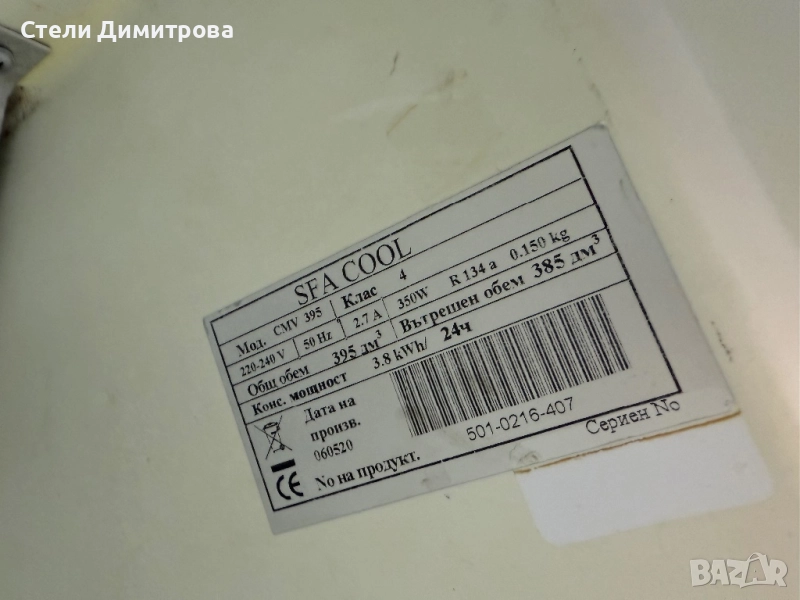 Стели Димитрова
SFA COOL
Мод. CMV 395 Клас 4
220-240 V 50 Hz 2.7 A 350W R 134 a 0.150 kg
Общ обем 395 дм³ Вътрешен обем 385 дм³
Конс. мощност 3.8 kWh/ 24ч
Дата на
произв.
060520
501-0216-407
No на продукт. Сериен No
BAZAR